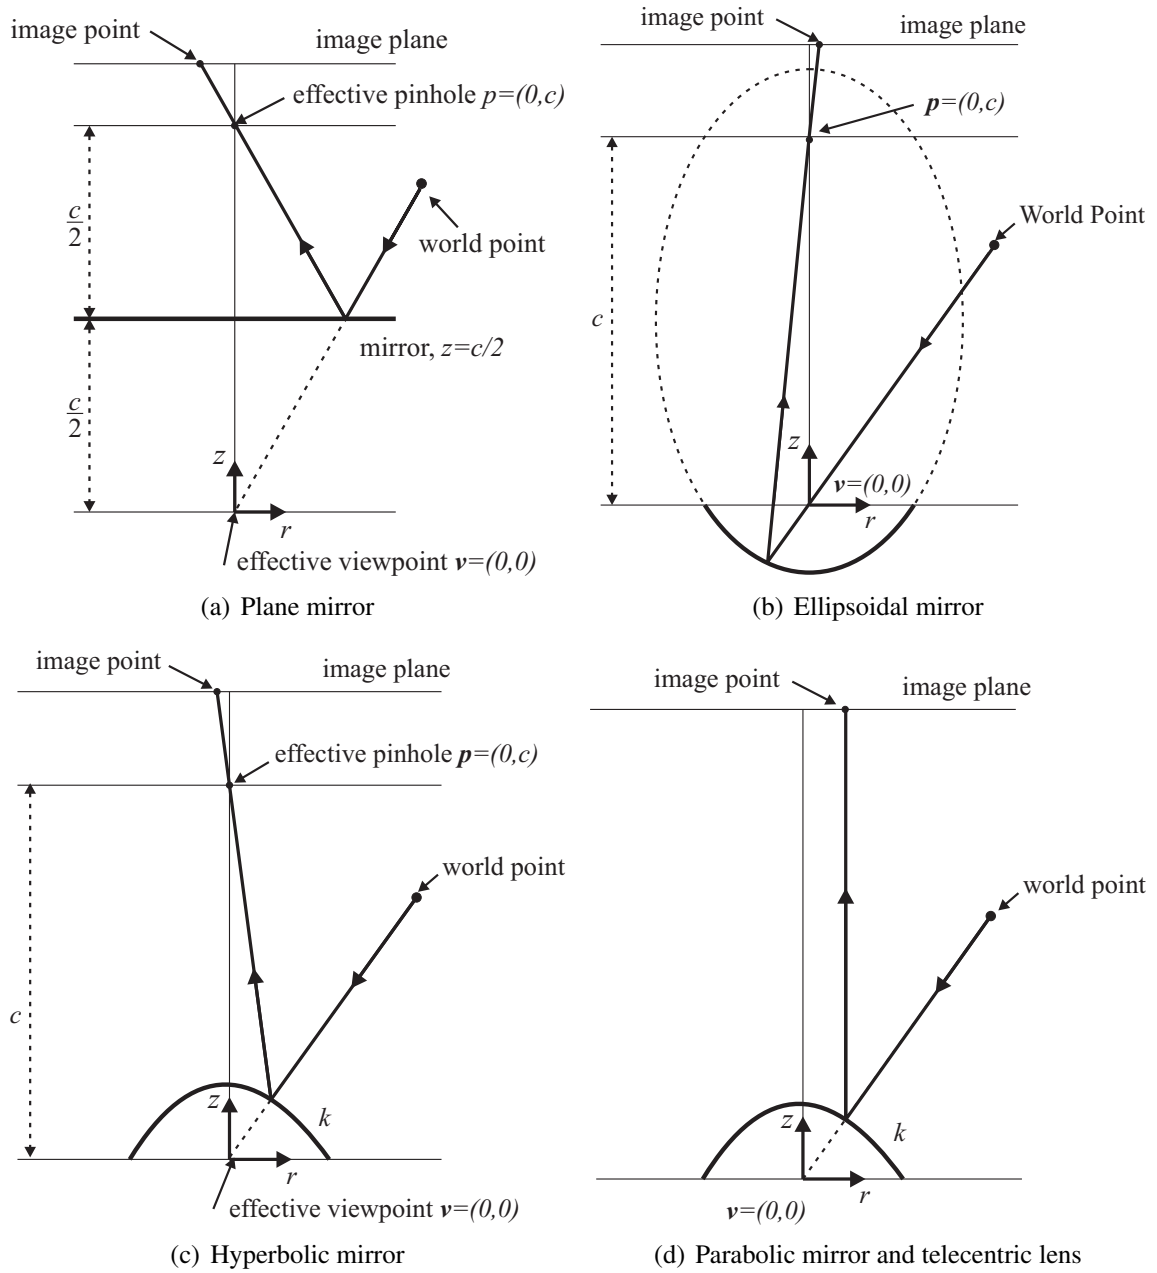 image point
image plane
effective pinhole p=(0,c)
c
2
world point
mirror, z=c/2
c
2
z
r
effective viewpoint v=(0,0)
(a) Plane mirror
image point
image plane
p=(0,c)
World Point
c
z
v=(0,0)
r
(b) Ellipsoidal mirror
image point
image plane
effective pinhole p=(0,c)
world point
c
z
k
r
effective viewpoint v=(0,0)
(c) Hyperbolic mirror
image point
image plane
world point
z
k
r
v=(0,0)
(d) Parabolic mirror and telecentric lens